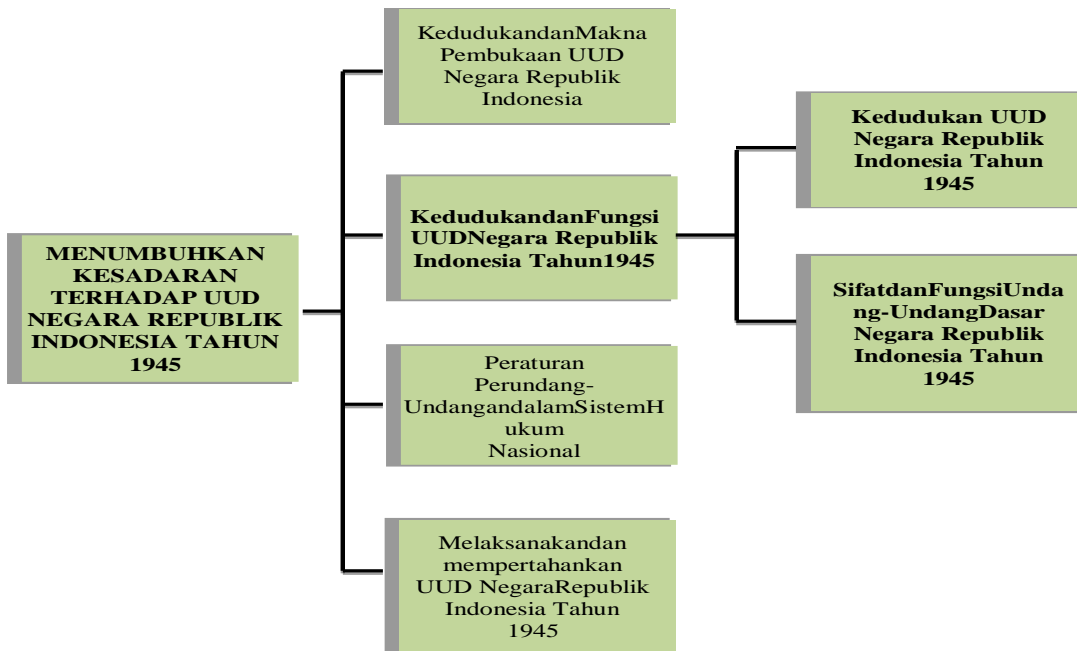 MENUMBUHKAN
KESADARAN
TERHADAP UUD
NEGARA REPUBLIK
INDONESIA TAHUN
1945
KedudukandanMakna
Pembukaan UUD
Negara Republik
Indonesia
KedudukandanFungsi
UUDNegara Republik
Indonesia Tahun1945
Peraturan
Perundang-
UndangandalamSistemH
ukum
Nasional
Melaksanakandan
mempertahankan
UUD NegaraRepublik
Indonesia Tahun
1945
Kedudukan UUD
Negara Republik
Indonesia Tahun
1945
SifatdanFungsiUnda
ng-UndangDasar
Negara Republik
Indonesia Tahun
1945